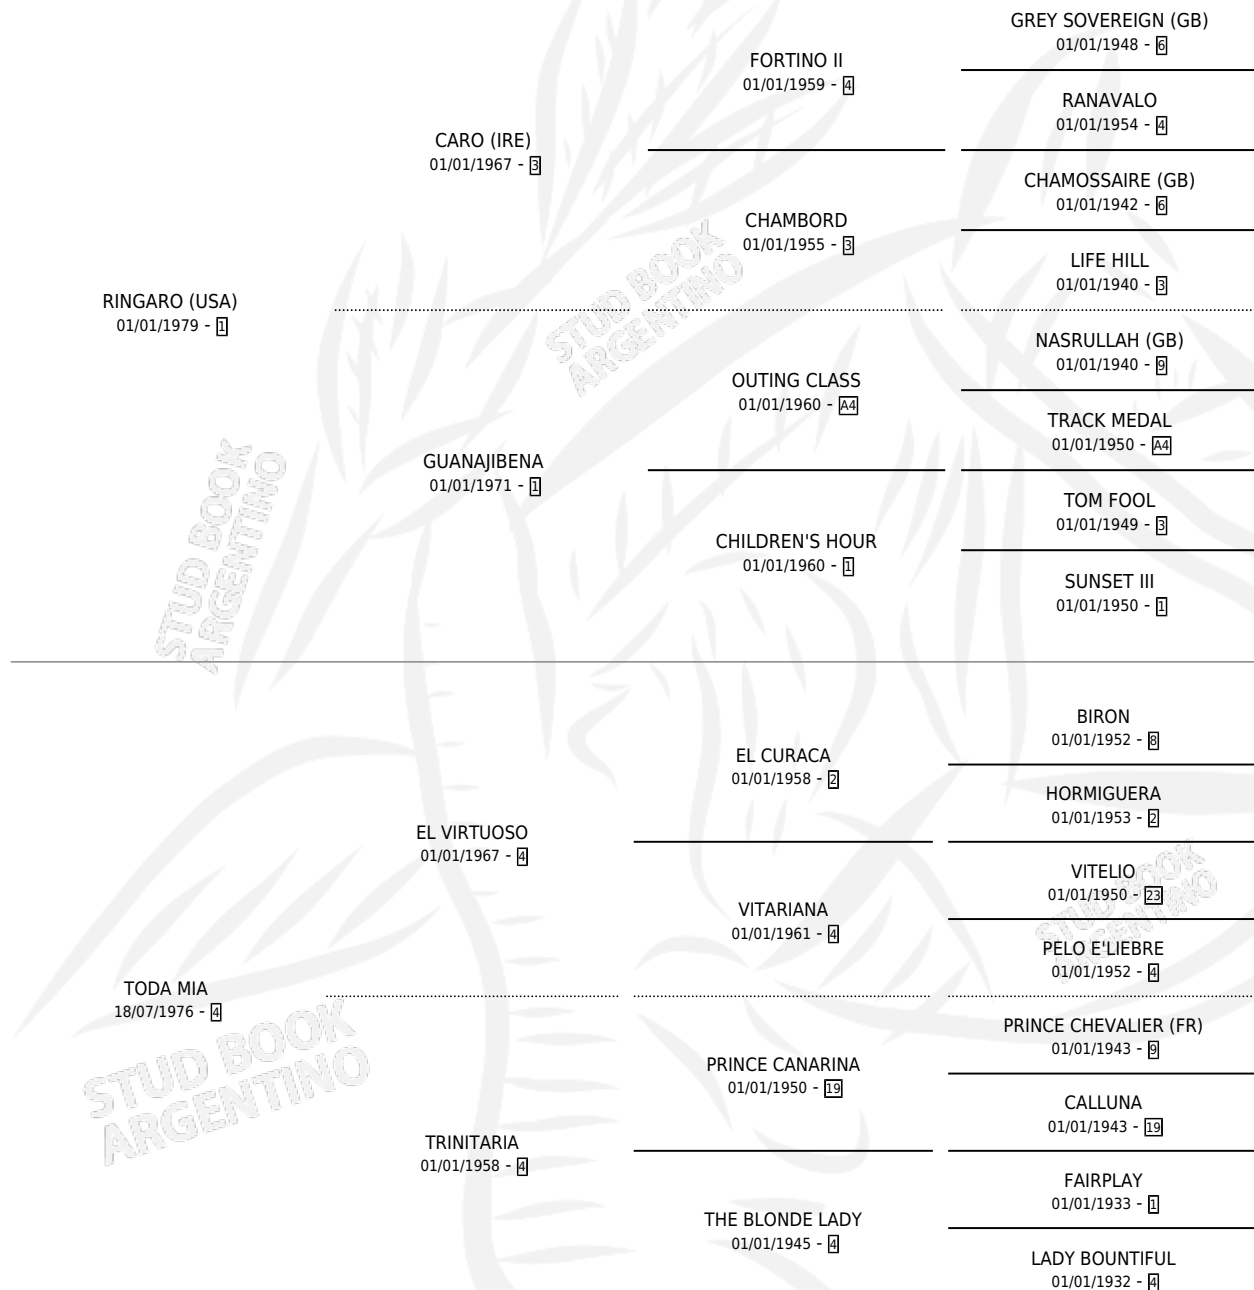 GREY SOVEREIGN (GB)
01/01/1948 - 6
FORTINO II
01/01/1959 - 4
RANAVALO
01/01/1954 - 4
CARO (IRE)
01/01/1967 - 3
CHAMOSSAIRE (GB)
01/01/1942 - 6
CHAMBORD
01/01/1955 - 3
LIFE HILL
01/01/1940 - 3
RINGARO (USA)
01/01/1979 - 1
STUD BOOK
ARGENTINO
NASRULLAH (GB)
01/01/1940 - 9
OUTING CLASS
01/01/1960 - A4
TRACK MEDAL
01/01/1950 - A4
GUANAJIBENA
01/01/1971 - 1
TOM FOOL
01/01/1949 - 3
CHILDREN'S HOUR
01/01/1960 - 1
SUNSET III
01/01/1950 - 1
STUD BOOK
ARGENTINO
BIRON
01/01/1952 - 8
EL CURACA
01/01/1958 - 2
HORMIGUERA
01/01/1953 - 2
EL VIRTUOSO
01/01/1967 - 4
VITELIO
01/01/1950 - 23
VITARIANA
01/01/1961 - 4
PELO E'LIEBRE
01/01/1952 - 4
STUD BOOK
ARGENTINO
TODA MIA
18/07/1976 - 4
PRINCE CHEVALIER (FR)
01/01/1943 - 9
PRINCE CANARINA
01/01/1950 - 19
CALLUNA
01/01/1943 - 19
STUD BOOK
ARGENTINO
TRINITARIA
01/01/1958 - 4
FAIRPLAY
01/01/1933 - 1
THE BLONDE LADY
01/01/1945 - 4
LADY BOUNTIFUL
01/01/1932 - 4